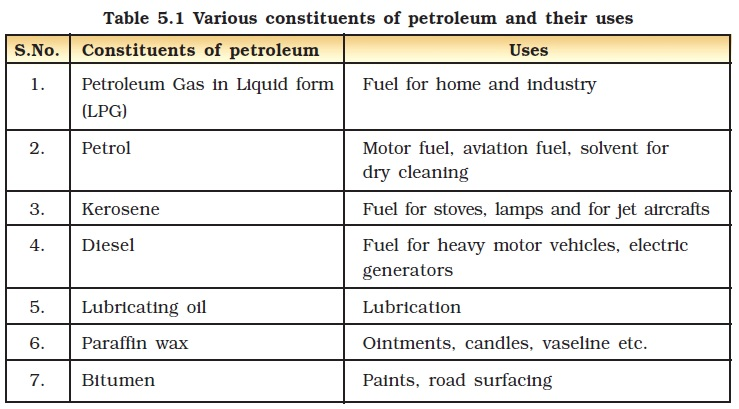 Table 5.1 Various constituents of petroleum and their uses
S.No. Constituents of petroleum Uses
1. Petroleum Gas in Liquid form Fuel for home and industry
(LPG)
2. Petrol Motor fuel, aviation fuel, solvent for
dry cleaning
3. Kerosene Fuel for stoves, lamps and for jet aircrafts
4. Diesel Fuel for heavy motor vehicles, electric
generators
5. Lubricating oil Lubrication
6. Paraffin wax Ointments, candles, vaseline etc.
7. Bitumen Paints, road surfacing